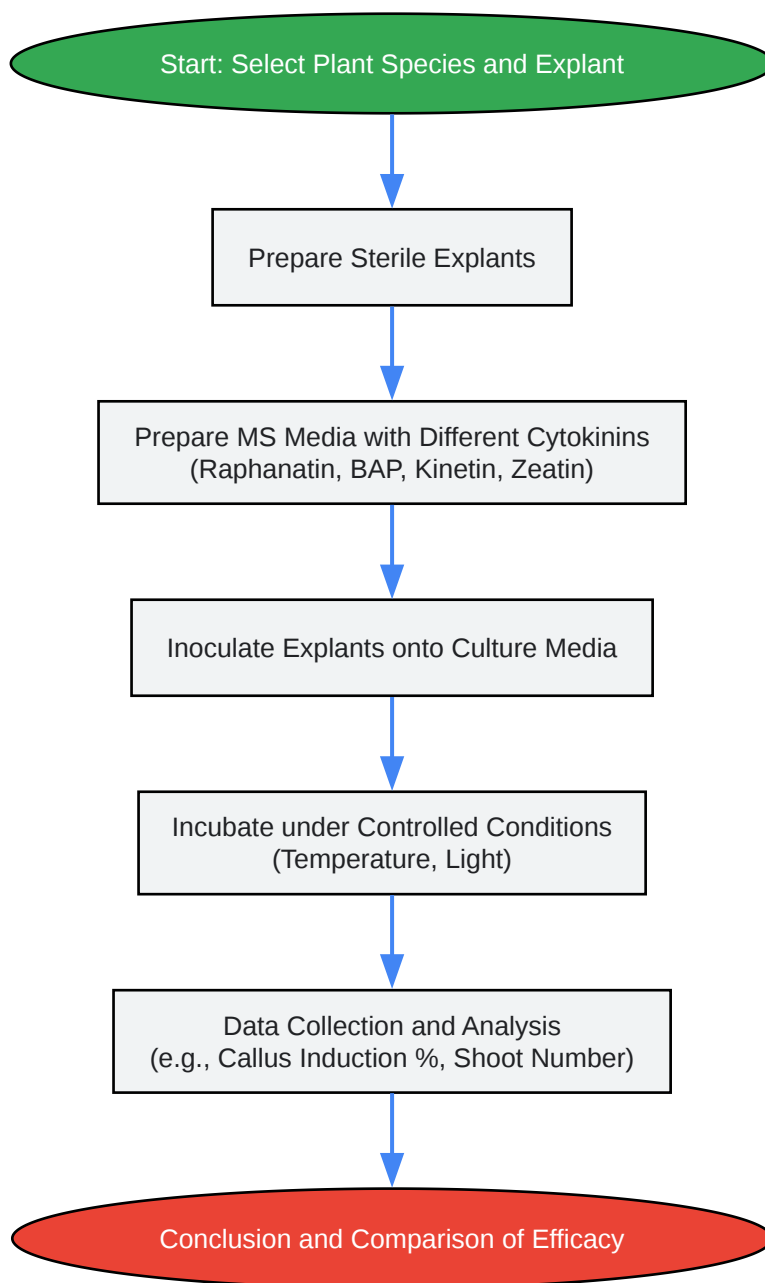 Start: Select Plant Species and Explant
Prepare Sterile Explants
Prepare MS Media with Different Cytokinins
(Raphanatin, BAP, Kinetin, Zeatin)
Inoculate Explants onto Culture Media
Incubate under Controlled Conditions
(Temperature, Light)
Data Collection and Analysis
(e.g., Callus Induction %, Shoot Number)
Conclusion and Comparison of Efficacy